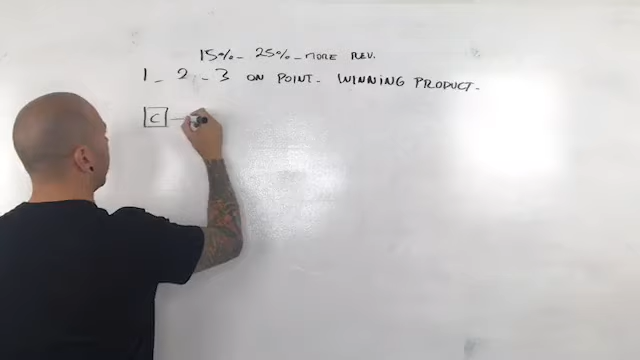 15%- 25%- MORE REV.
1 - 2 - 3 ON POINT- WINNING PRODUCT-
C